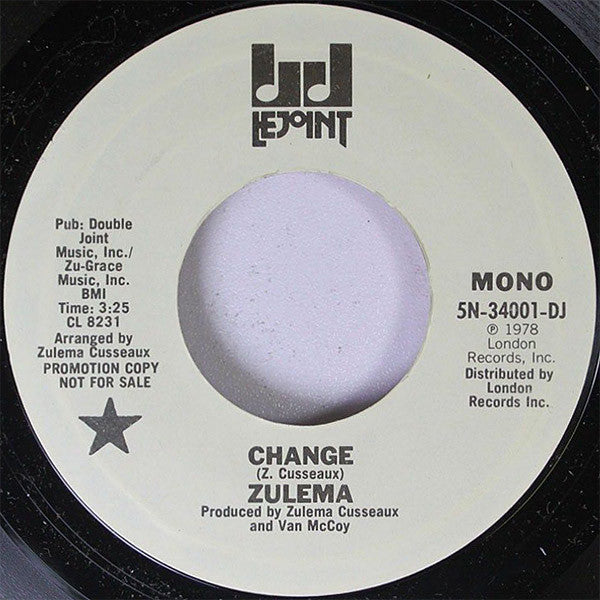 LEJOINT
Pub: Double
Joint
Music, Inc./
Zu-Grace
Music, Inc.
BMI
Time: 3:25
CL 8231
Arranged by
Zulema Cusseaux
PROMOTION COPY
NOT FOR SALE
MONO
5N-34001-DJ
℗ 1978
London
Records, Inc.
Distributed by
London
Records Inc.
CHANGE
(Z. Cusseaux)
ZULEMA
Produced by Zulema Cusseaux
and Van McCoy